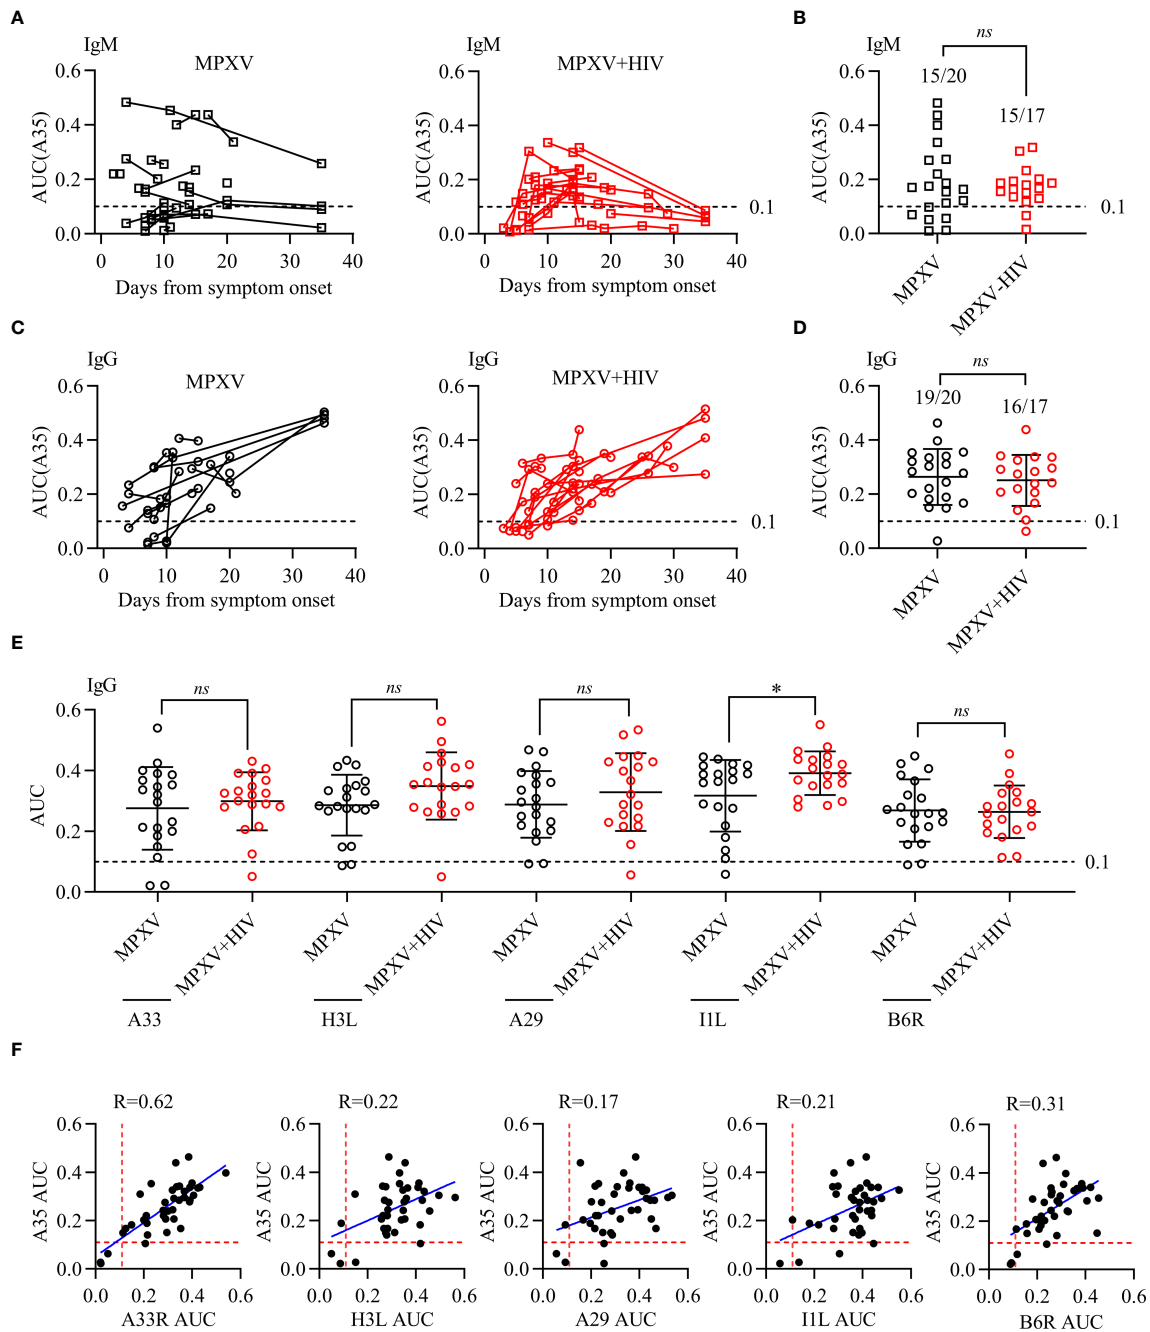 A
B
IgM
MPXV
IgM
MPXV+HIV
IgM
ns
15/20
15/17
0.6
0.4
0.2
0.0
AUC(A35)
0 10 20 30 40
Days from symptom onset
0.6
0.4
0.2
0.0
AUC(A35)
0.1
0 10 20 30 40
Days from symptom onset
0.6
0.4
0.2
0.0
AUC(A35)
0.1
MPXV
MPXV-HIV
C
D
IgG
MPXV
IgG
MPXV+HIV
IgG
ns
19/20
16/17
0.6
0.4
0.2
0.0
AUC(A35)
0 10 20 30 40
Days from symptom onset
0.6
0.4
0.2
0.0
AUC(A35)
0.1
0 10 20 30 40
Days from symptom onset
0.6
0.4
0.2
0.0
AUC(A35)
0.1
MPXV
MPXV+HIV
E
IgG
ns ns ns * ns
0.6
0.4
0.2
0.0
AUC
0.1
MPXV MPXV+HIV MPXV MPXV+HIV MPXV MPXV+HIV MPXV MPXV+HIV MPXV MPXV+HIV
A33 H3L A29 I1L B6R
F
R=0.62
0.6
0.4
0.2
0.0
A35 AUC
0.0 0.2 0.4 0.6
A33R AUC
R=0.22
0.6
0.4
0.2
0.0
A35 AUC
0.0 0.2 0.4 0.6
H3L AUC
R=0.17
0.6
0.4
0.2
0.0
A35 AUC
0.0 0.2 0.4 0.6
A29 AUC
R=0.21
0.6
0.4
0.2
0.0
A35 AUC
0.0 0.2 0.4 0.6
I1L AUC
R=0.31
0.6
0.4
0.2
0.0
A35 AUC
0.0 0.2 0.4 0.6
B6R AUC